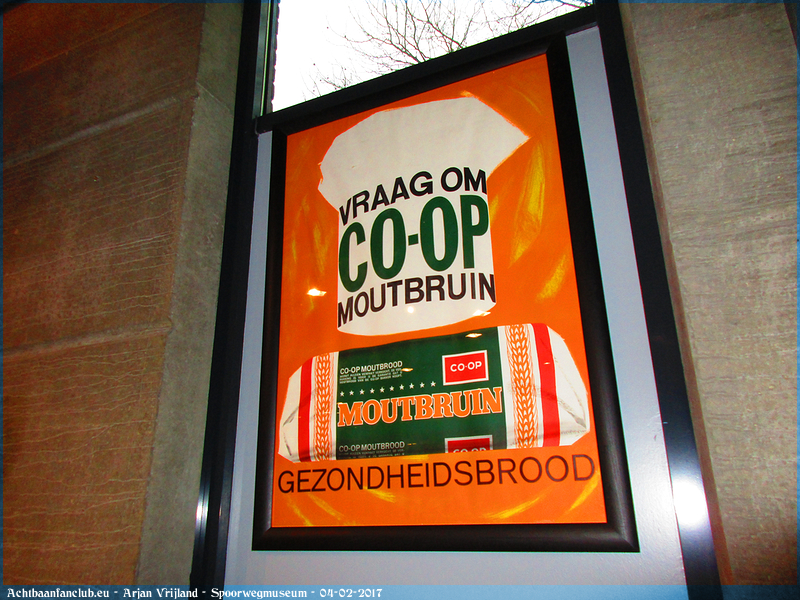 VRAAG OM
CO-OP
MOUTBRUIN
CO-OP MOUTBROOD
CO-OP
MOUTBRUIN
CO-OP MOUTBROOD
CO-OP
GEZONDHEIDSBROOD
Achtbaanfanclub.eu - Arjan Vrijland - Spoorwegmuseum - 04-02-2017